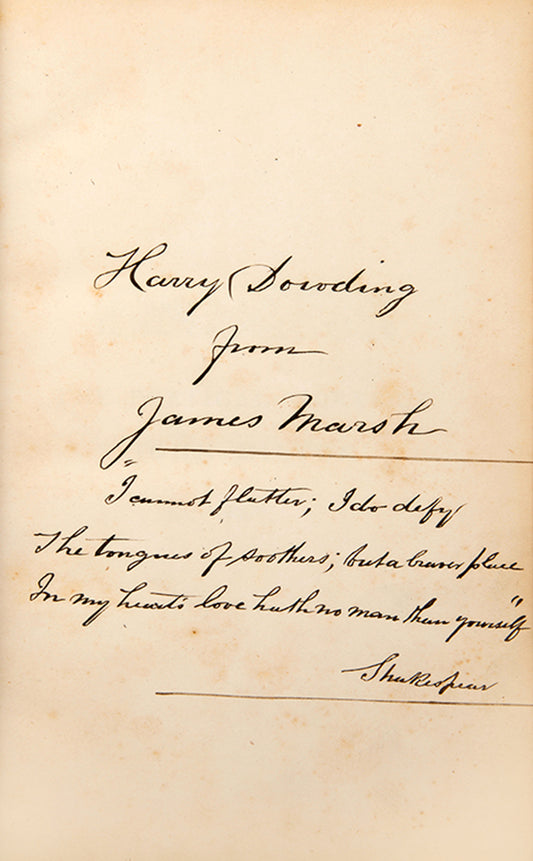 Harry Dowding
from
James Marsh
"I cannot flatter; I do defy
The tongues of soothers; but a braver place
In my heart's love hath no man than yourself"
Shakespear